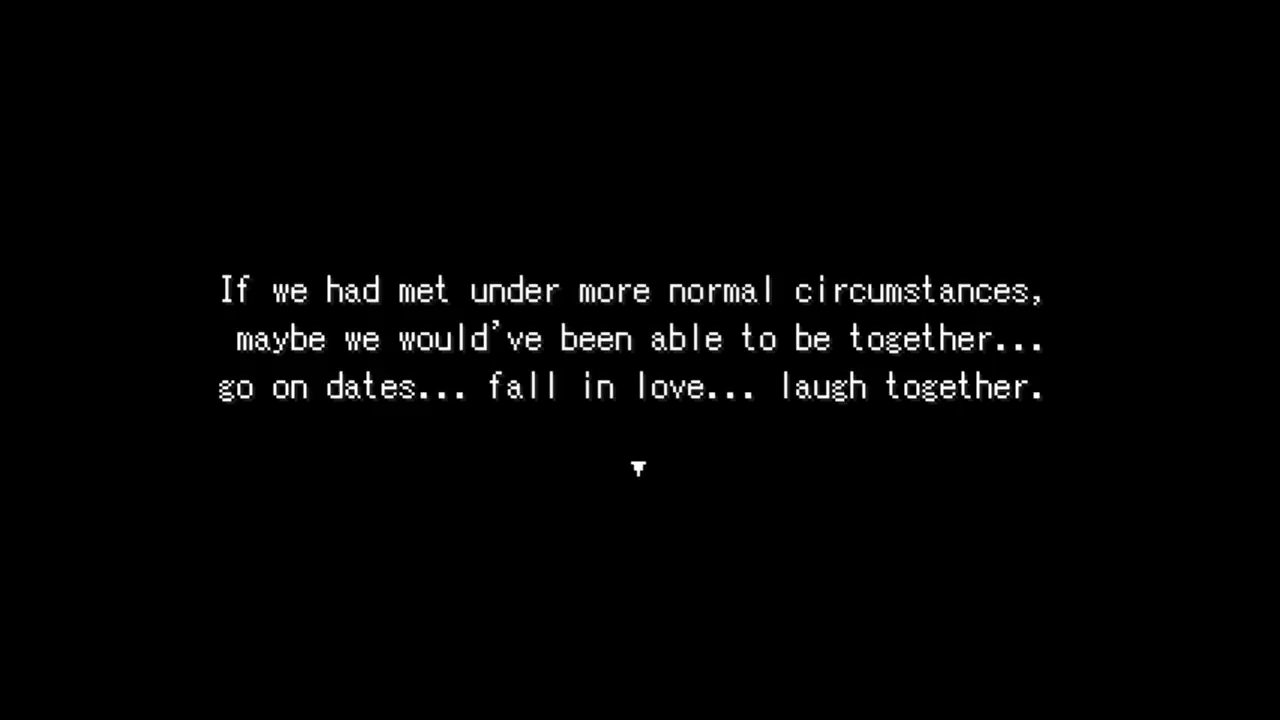 If we had met under more normal circumstances,
maybe we would've been able to be together...
go on dates... fall in love... laugh together.